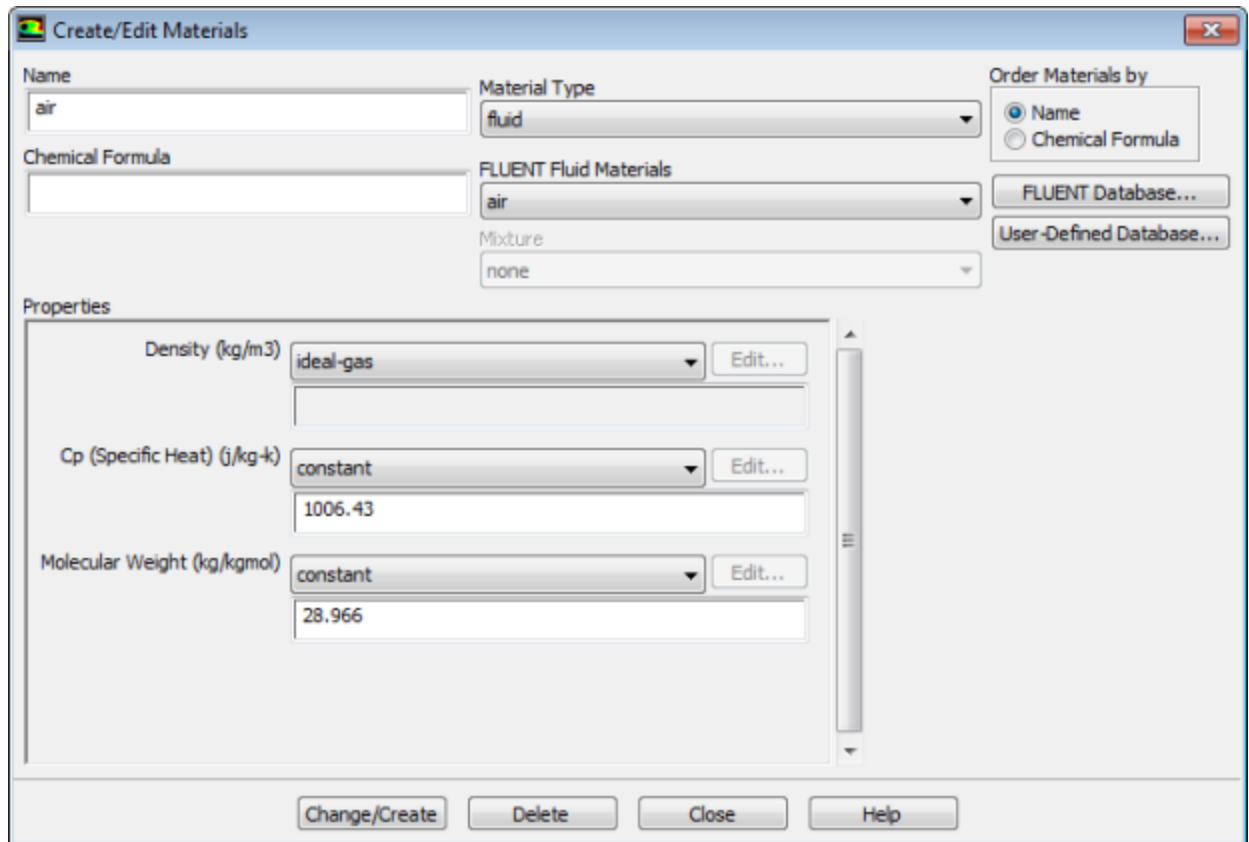 Create/Edit Materials
Name
air
Chemical Formula
Material Type
fluid
FLUENT Fluid Materials
air
Mixture
none
Order Materials by
Name
Chemical Formula
FLUENT Database...
User-Defined Database...
Properties
Density (kg/m3)
ideal-gas
Edit...
Cp (Specific Heat) (j/kg-k)
constant
Edit...
1006.43
Molecular Weight (kg/kgmol)
constant
Edit...
28.966
Change/Create
Delete
Close
Help